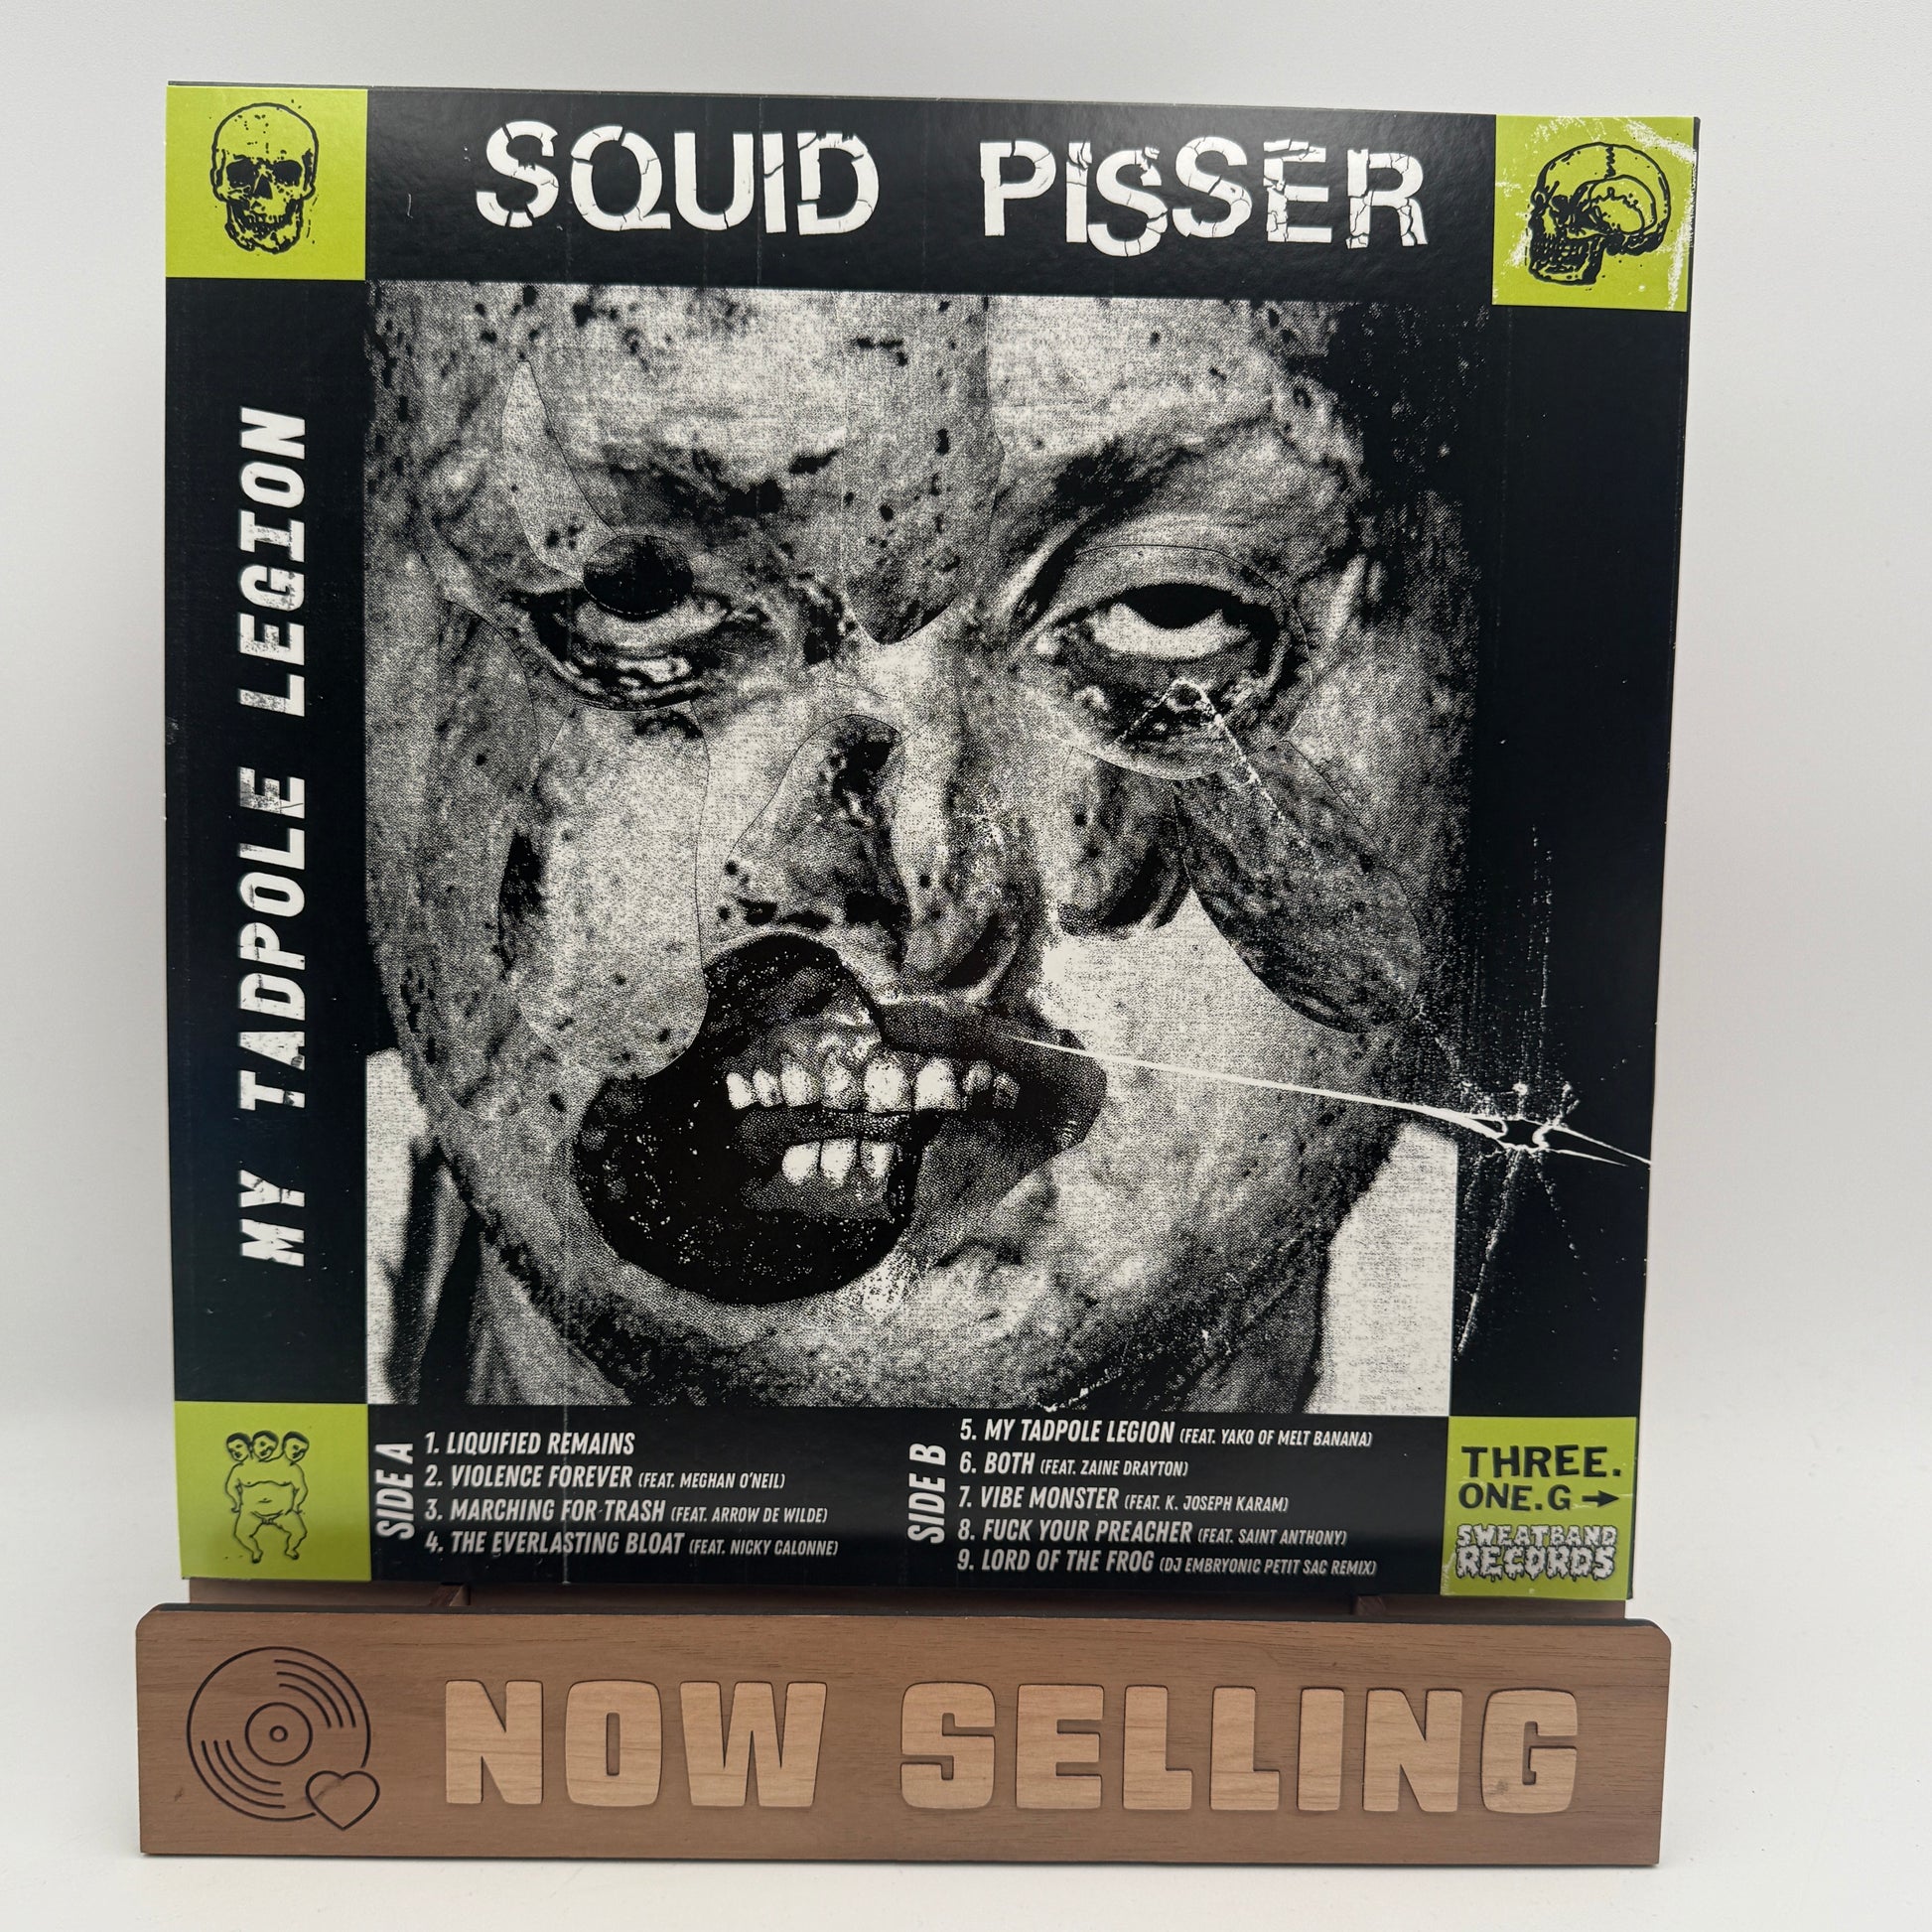 SQUID PISSER
MY TADPOLE LEGION
SIDE A
1. LIQUIFIED REMAINS
2. VIOLENCE FOREVER (FEAT. MEGHAN O'NEIL)
3. MARCHING FOR TRASH (FEAT. ARROW DE WILDE)
4. THE EVERLASTING BLOAT (FEAT. NICKY CALONNE)
SIDE B
5. MY TADPOLE LEGION (FEAT. YAKO OF MELT BANANA)
6. BOTH (FEAT. ZAINE DRAYTON)
7. VIBE MONSTER (FEAT. K. JOSEPH KARAM)
8. FUCK YOUR PREACHER (FEAT. SAINT ANTHONY)
9. LORD OF THE FROG (DJ EMBRYONIC PETIT SAC REMIX)
THREE.
ONE.G →
SWEATBAND
RECORDS
NOW SELLING